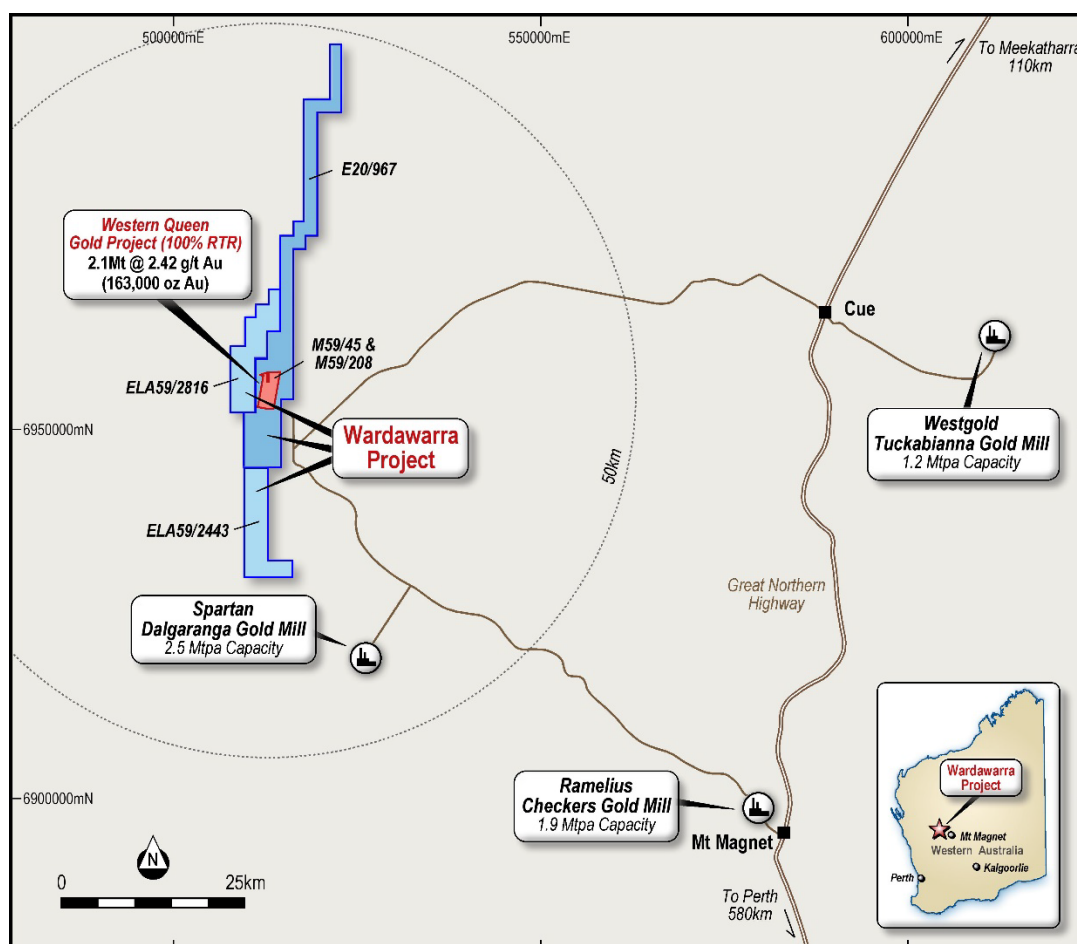 500000mE
550000mE
600000mE
To Meekatharra
110km
E20/967
Western Queen
Gold Project (100% RTR)
2.1Mt @ 2.42 g/t Au
(163,000 oz Au)
M59/45 &
M59/208
Cue
ELA59/2816
6950000mN
Wardawarra
Project
50km
Westgold
Tuckabianna Gold Mill
1.2 Mtpa Capacity
ELA59/2443
Great Northern
Highway
Spartan
Dalgaranga Gold Mill
2.5 Mtpa Capacity
6900000mN
Ramelius
Checkers Gold Mill
1.9 Mtpa Capacity
Mt Magnet
N
0
25km
To Perth
580km
Wardawarra
Project
Mt Magnet
Western Australia
Kalgoorlie
Perth